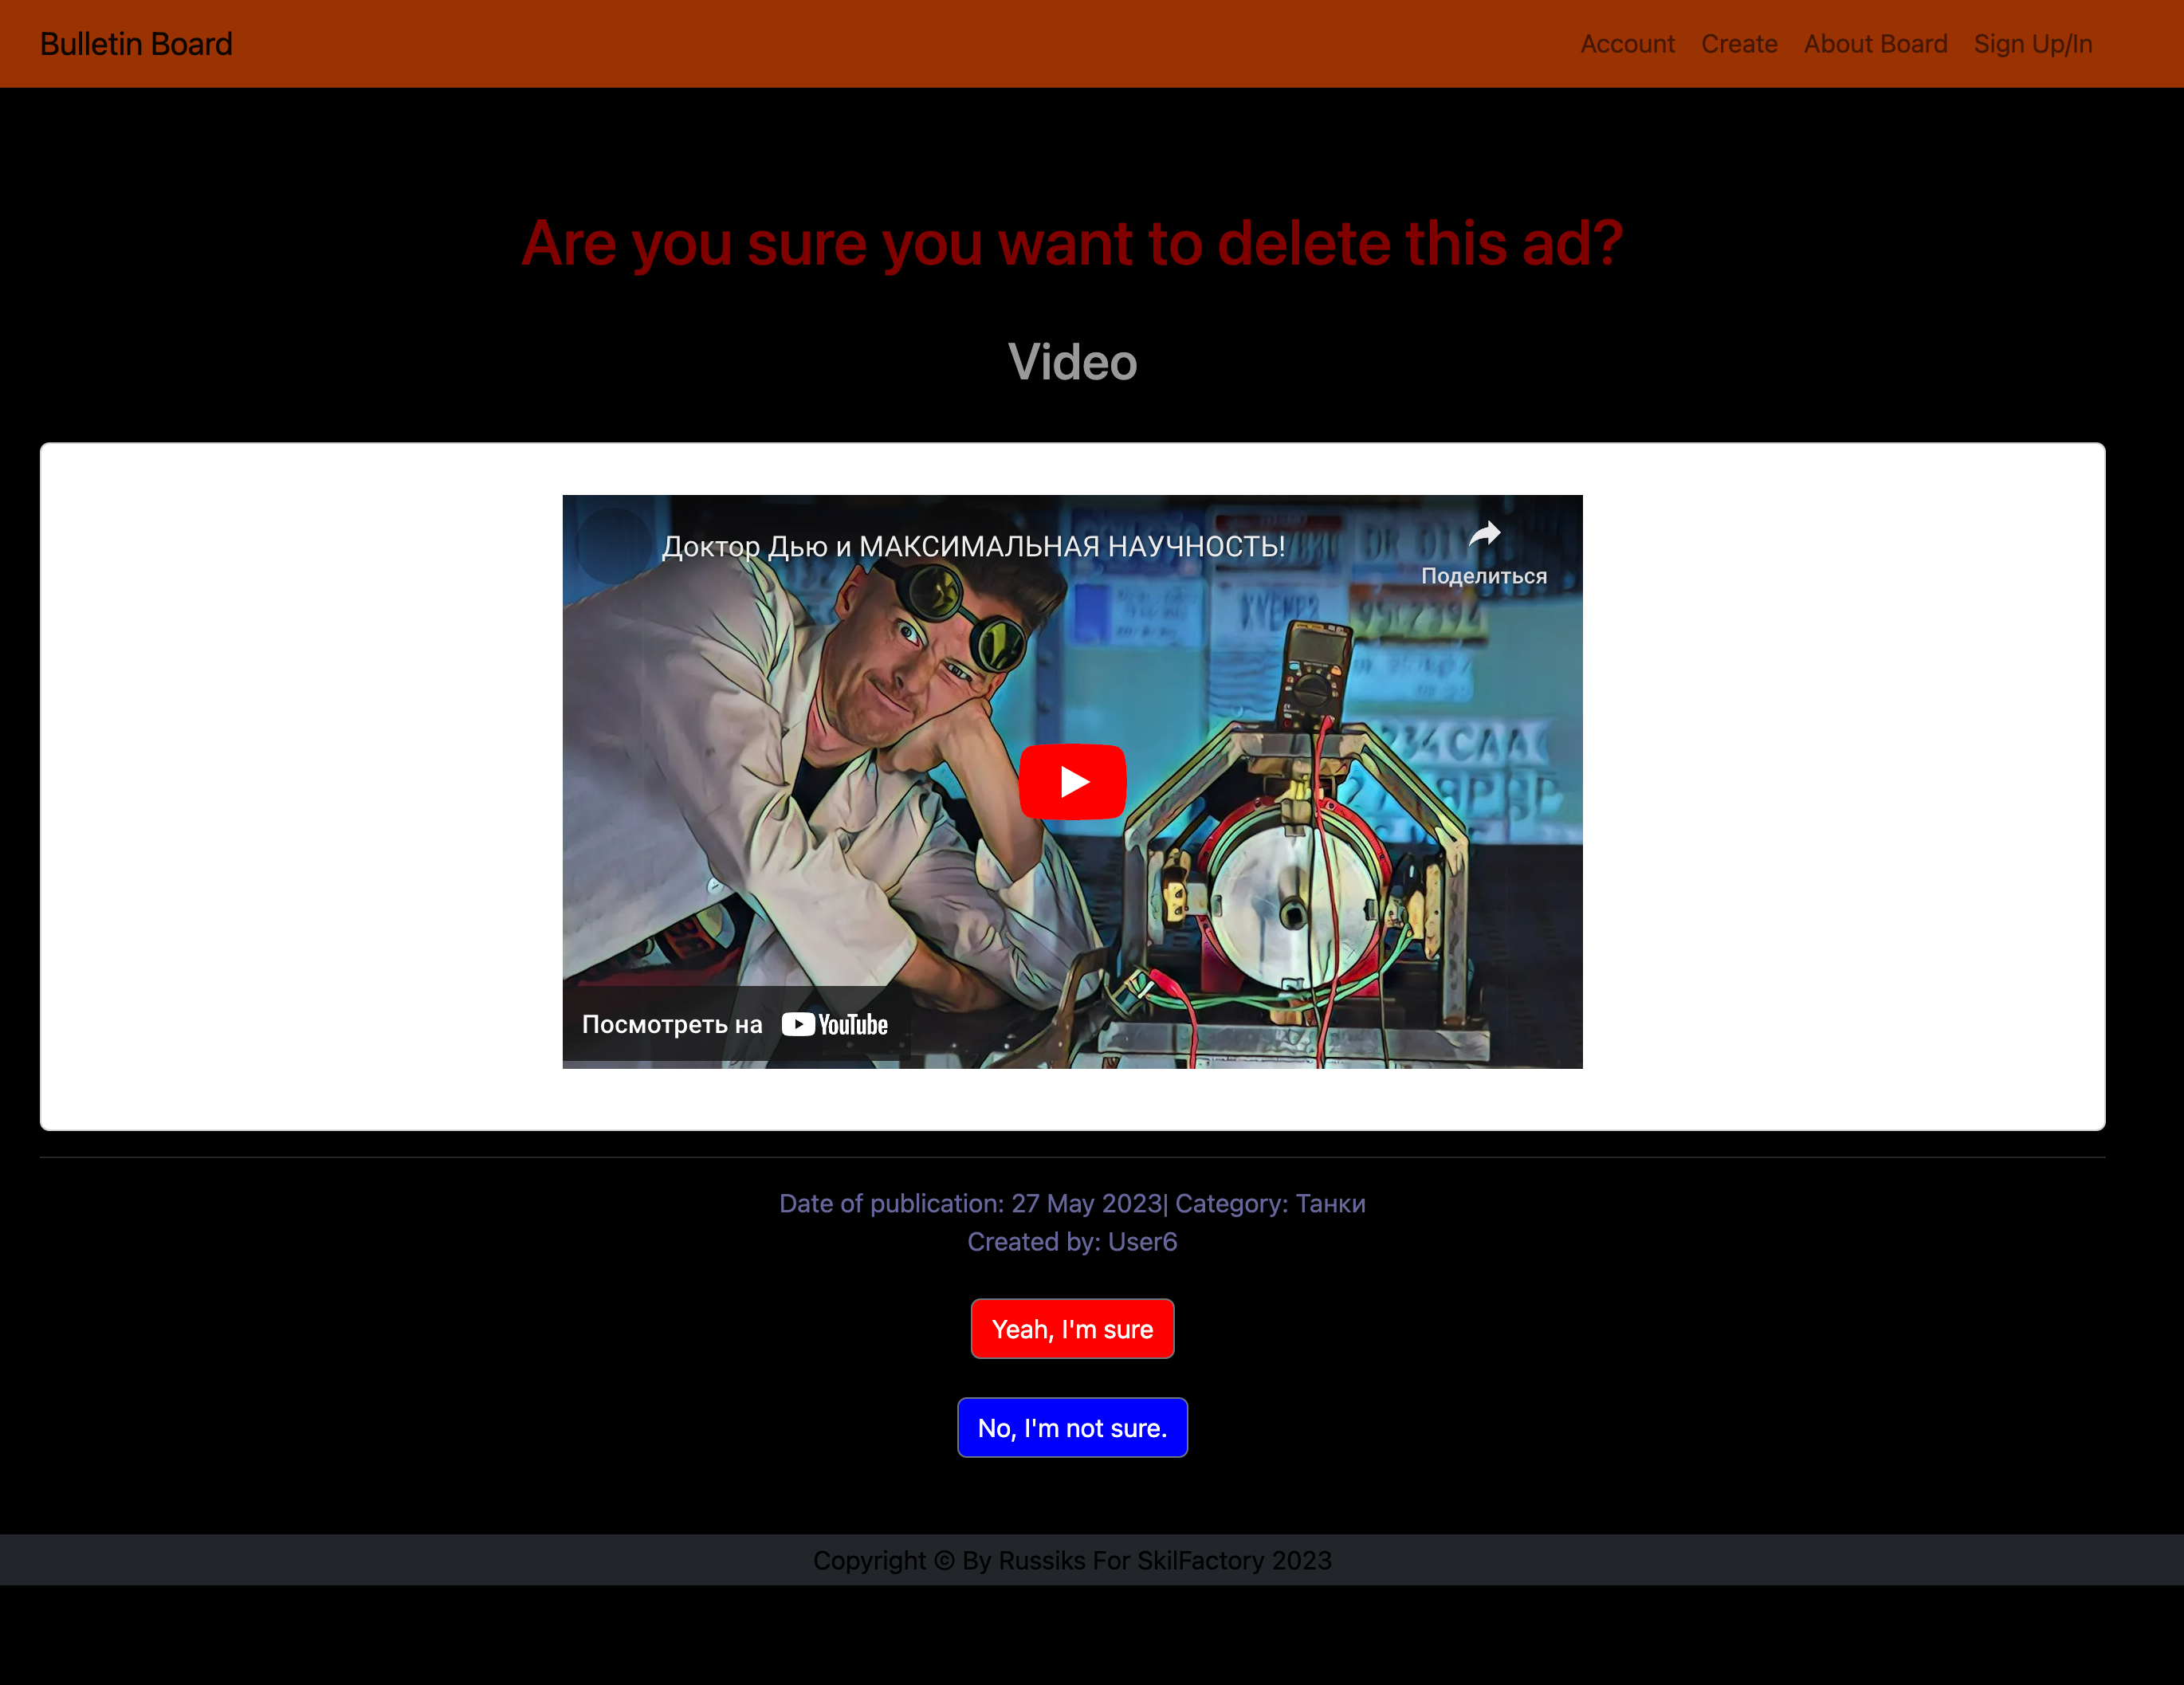 Bulletin Board
Account Create About Board Sign Up/In
Are you sure you want to delete this ad?
Video
Доктор Дью и МАКСИМАЛЬНАЯ НАУЧНОСТЬ!
Поделиться
Посмотреть на YouTube
Date of publication: 27 May 2023| Category: Танки
Created by: User6
Yeah, I'm sure
No, I'm not sure.
Copyright © By Russiks For SkilFactory 2023